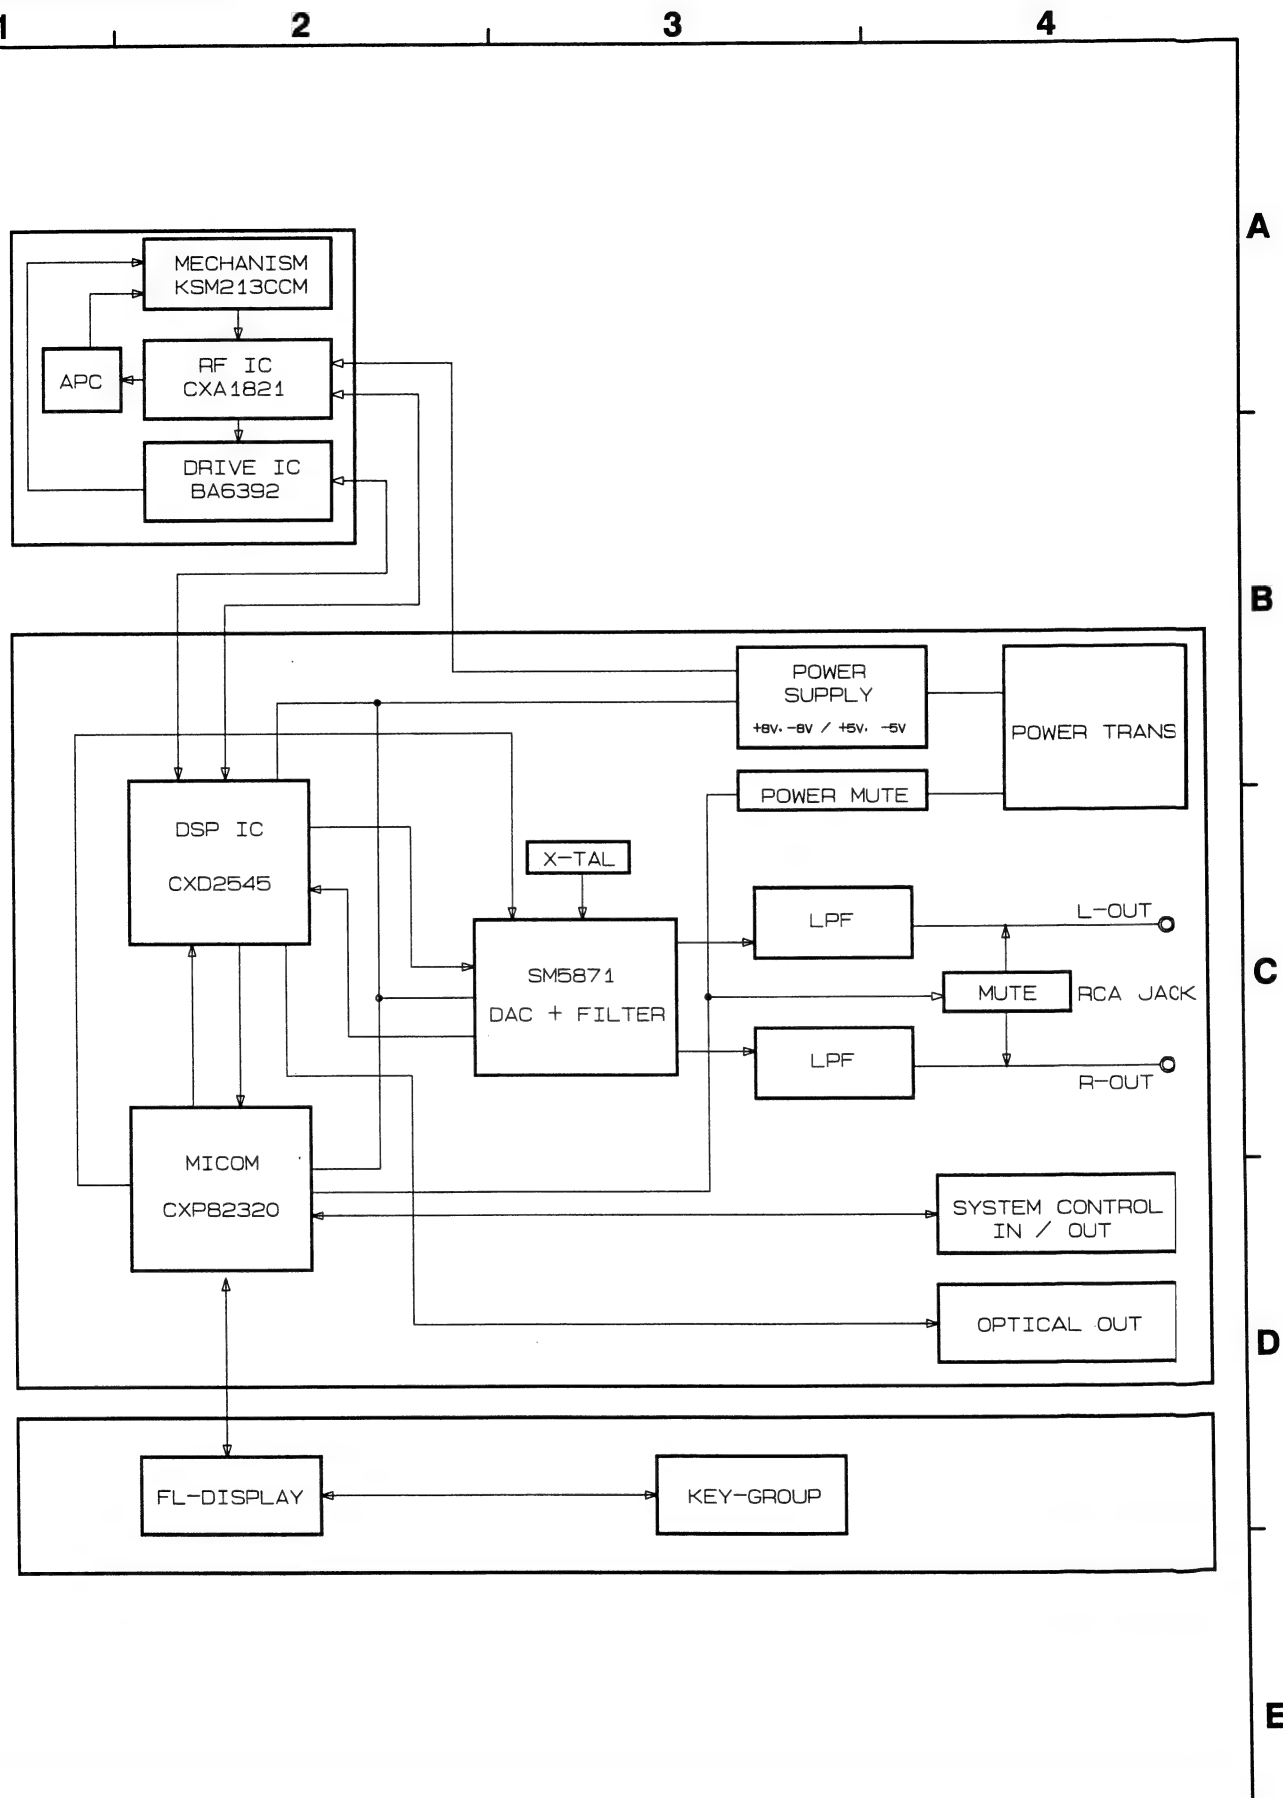 1
2
3
4
A
MECHANISM
KSM213CCM
RF IC
CXA1821
APC
DRIVE IC
BA6392
B
POWER
SUPPLY
+8V. -8V / +5V. -5V
POWER TRANS
POWER MUTE
DSP IC
CXD2545
X-TAL
LPF
L-OUT
SM5871
DAC + FILTER
MUTE
RCA JACK
C
LPF
R-OUT
MICOM
CXP82320
SYSTEM CONTROL
IN / OUT
OPTICAL OUT
D
FL-DISPLAY
KEY-GROUP
E